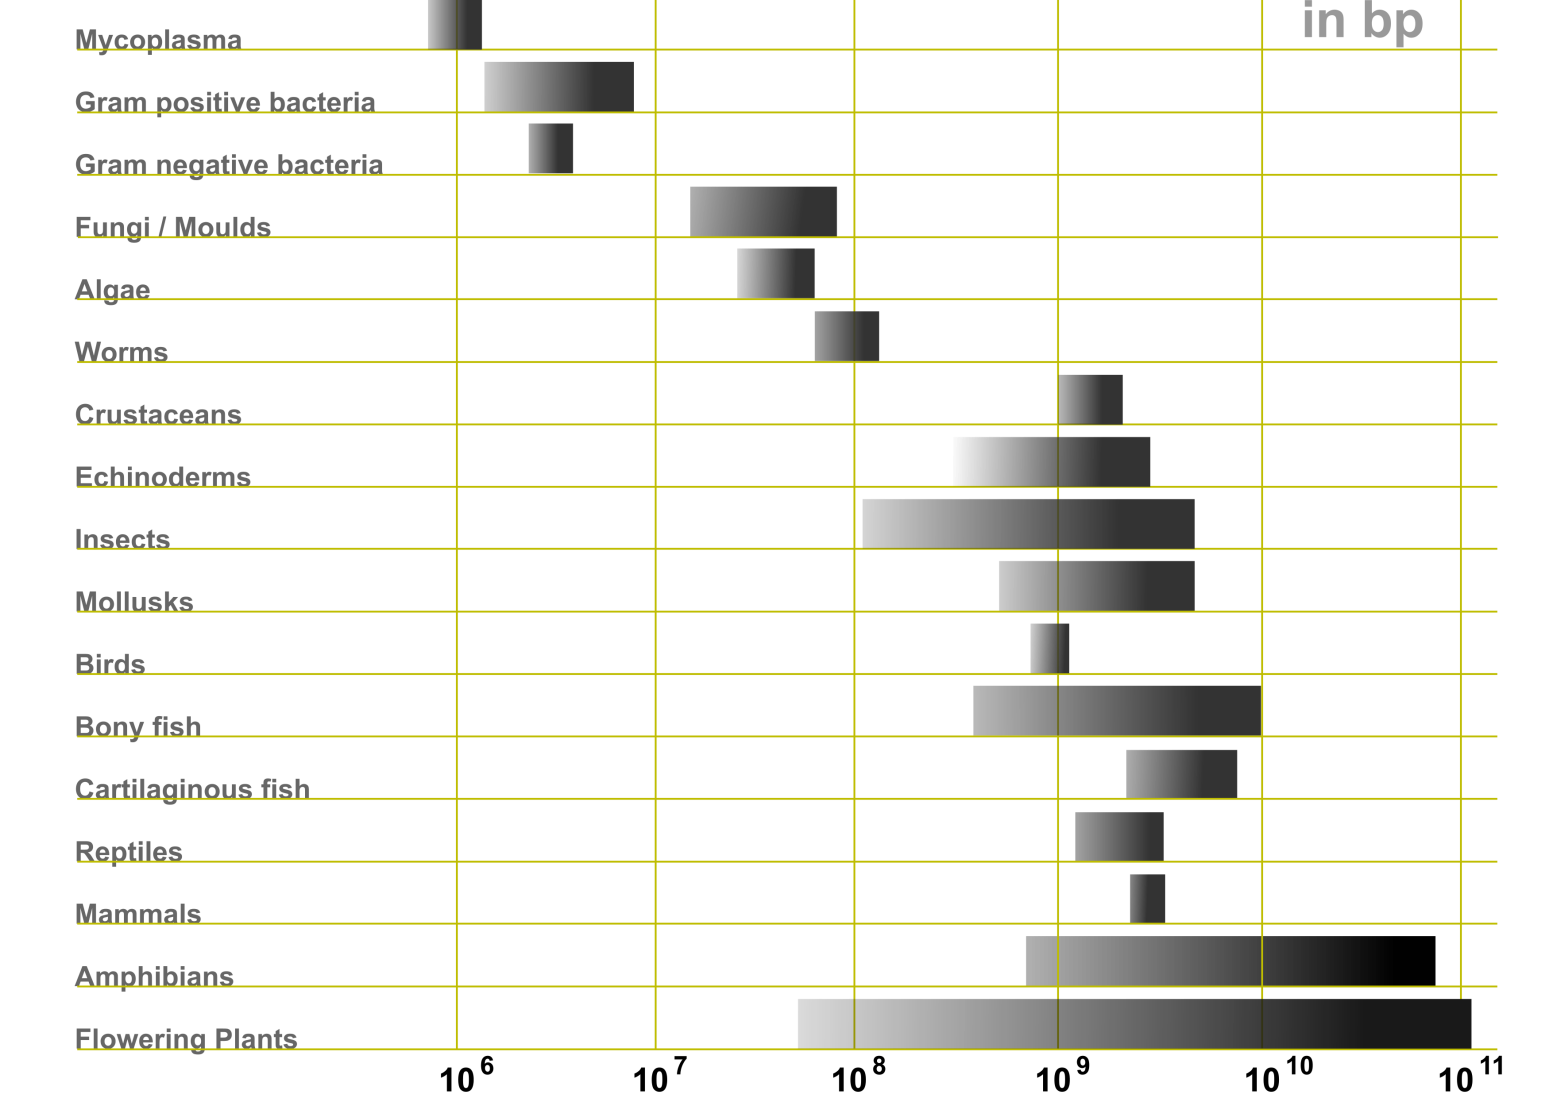 in bp
Mycoplasma
Gram positive bacteria
Gram negative bacteria
Fungi / Moulds
Algae
Worms
Crustaceans
Echinoderms
Insects
Mollusks
Birds
Bony fish
Cartilaginous fish
Reptiles
Mammals
Amphibians
Flowering Plants
10⁶ 10⁷ 10⁸ 10⁹ 10¹⁰ 10¹¹